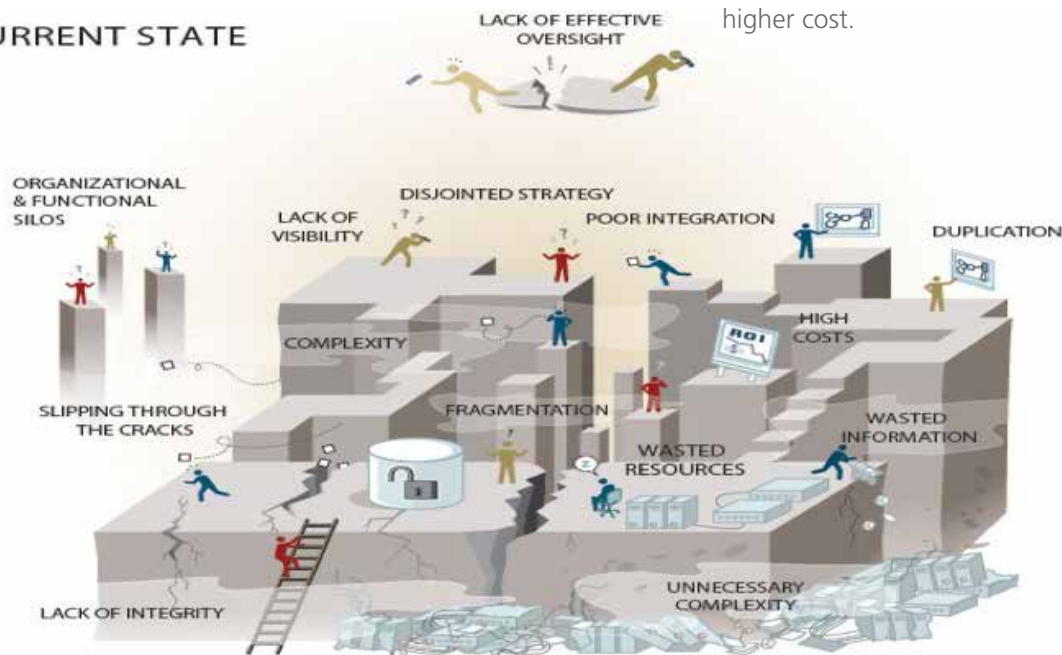 higher cost.
URRENT STATE
LACK OF EFFECTIVE
OVERSIGHT
ORGANIZATIONAL
& FUNCTIONAL
SILOS
DISJOINTED STRATEGY
LACK OF
VISIBILITY
POOR INTEGRATION
DUPLICATION
COMPLEXITY
ROI
HIGH
COSTS
SLIPPING THROUGH
THE CRACKS
FRAGMENTATION
WASTED
INFORMATION
WASTED
RESOURCES
LACK OF INTEGRITY
UNNECESSARY
COMPLEXITY